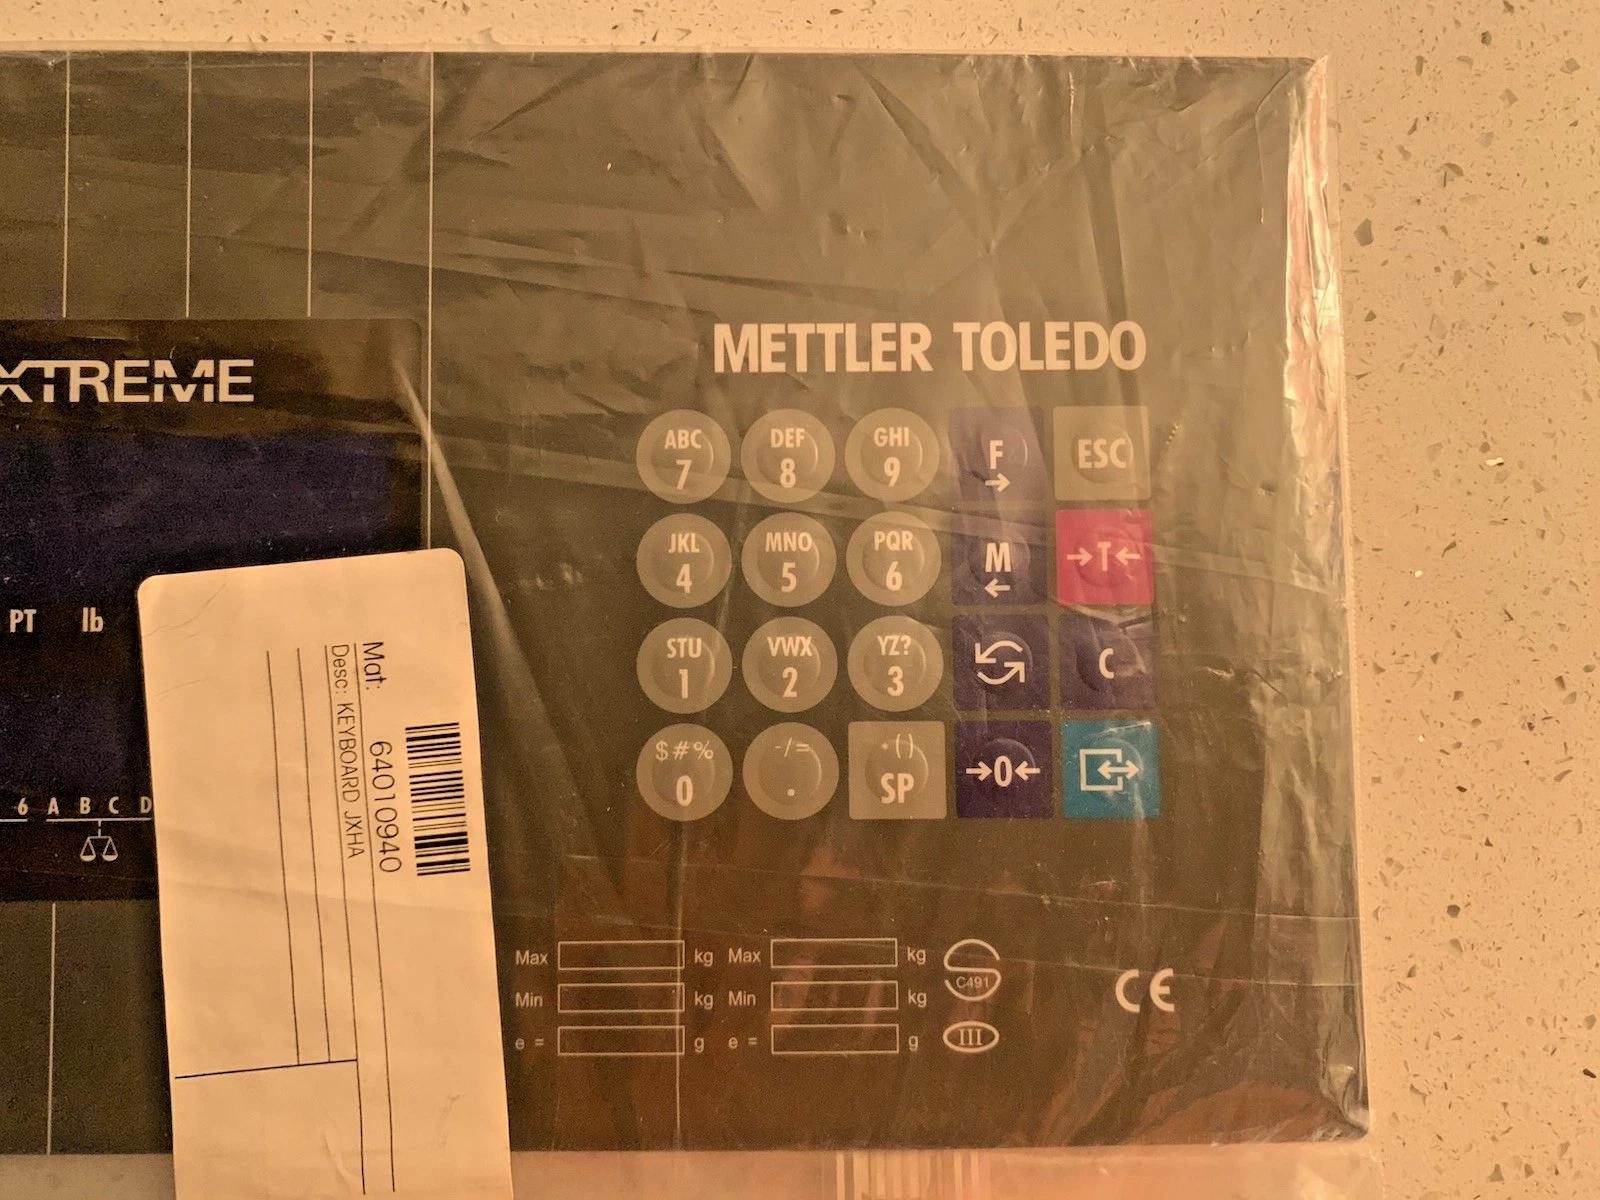 METTLER TOLEDO
XTREME
ABC DEF GHI
7 8 9 F → ESC
JKL MNO PQR
4 5 6 M ← →T←
STU VWX YZ?
1 2 3 C
$#% -/= *()
0 . SP →0←
PT lb
6 A B C D
Mat: 64010940
Desc: KEYBOARD JXHA
Max kg Max kg
Min kg Min kg
e = g e = g
C491
III
CE